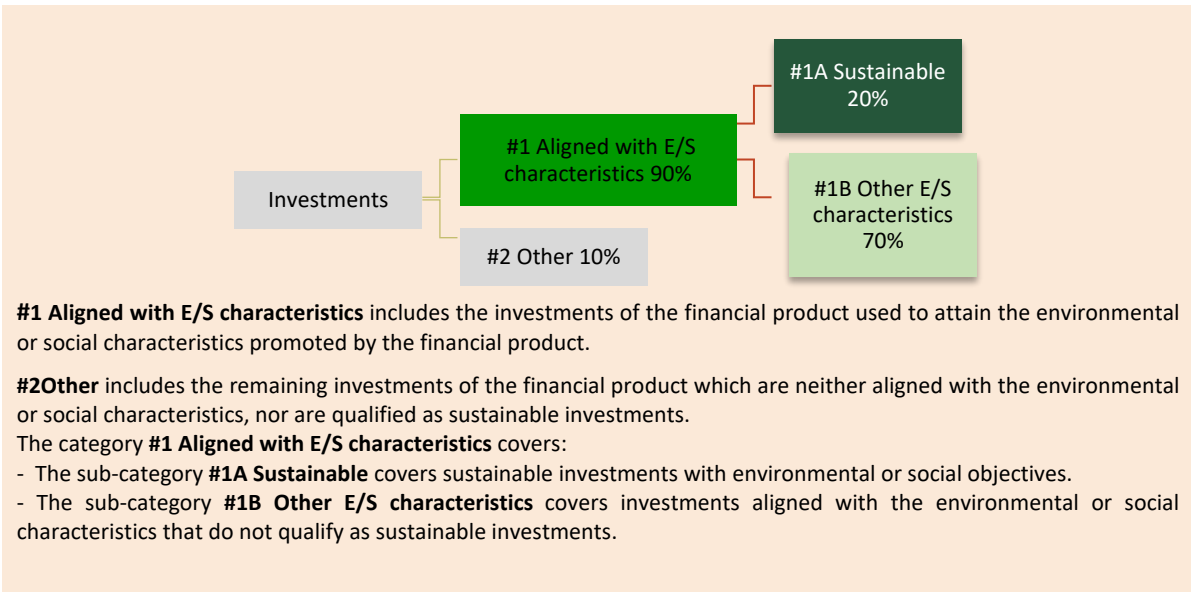 #1A Sustainable
20%
#1 Aligned with E/S
characteristics 90%
Investments
#1B Other E/S
characteristics
70%
#2 Other 10%
#1 Aligned with E/S characteristics includes the investments of the financial product used to attain the environmental
or social characteristics promoted by the financial product.
#2Other includes the remaining investments of the financial product which are neither aligned with the environmental
or social characteristics, nor are qualified as sustainable investments.
The category #1 Aligned with E/S characteristics covers:
- The sub-category #1A Sustainable covers sustainable investments with environmental or social objectives.
- The sub-category #1B Other E/S characteristics covers investments aligned with the environmental or social
characteristics that do not qualify as sustainable investments.